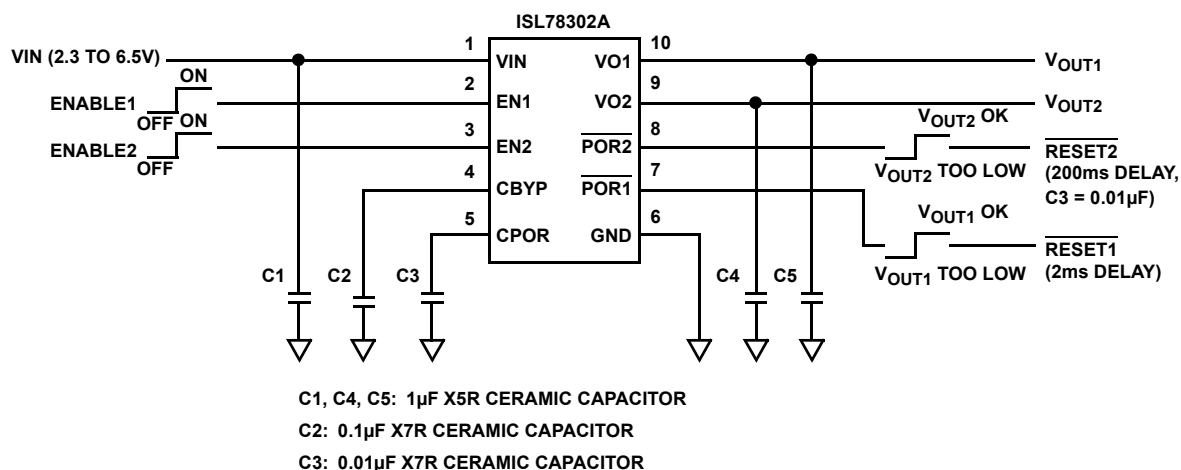 ISL78302A
VIN (2.3 TO 6.5V)
ON
ENABLE1
OFF
ON
ENABLE2
OFF
1
2
3
4
5
VIN
EN1
EN2
CBYP
CPOR
VO1
VO2
POR2
POR1
GND
10
9
8
7
6
VOUT1
VOUT2
VOUT2 OK
VOUT2 TOO LOW
RESET2
(200ms DELAY,
C3 = 0.01µF)
VOUT1 OK
VOUT1 TOO LOW
RESET1
(2ms DELAY)
C1
C2
C3
C4
C5
C1, C4, C5: 1µF X5R CERAMIC CAPACITOR
C2: 0.1µF X7R CERAMIC CAPACITOR
C3: 0.01µF X7R CERAMIC CAPACITOR